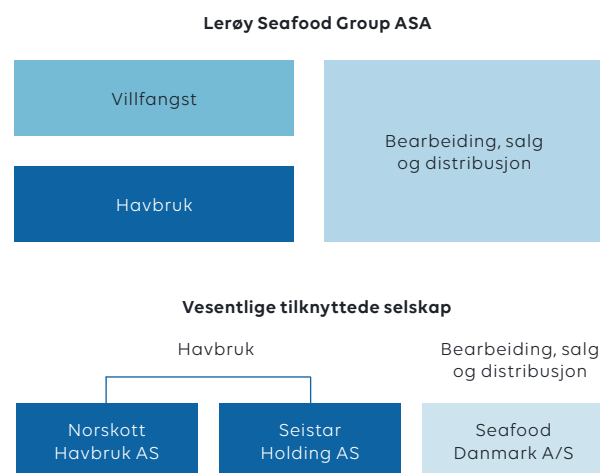 Lerøy Seafood Group ASA
Villfangst
Bearbeiding, salg
og distribusjon
Havbruk
Vesentlige tilknyttede selskap
Havbruk
Bearbeiding, salg
og distribusjon
Norskott
Havbruk AS
Seistar
Holding AS
Seafood
Danmark A/S